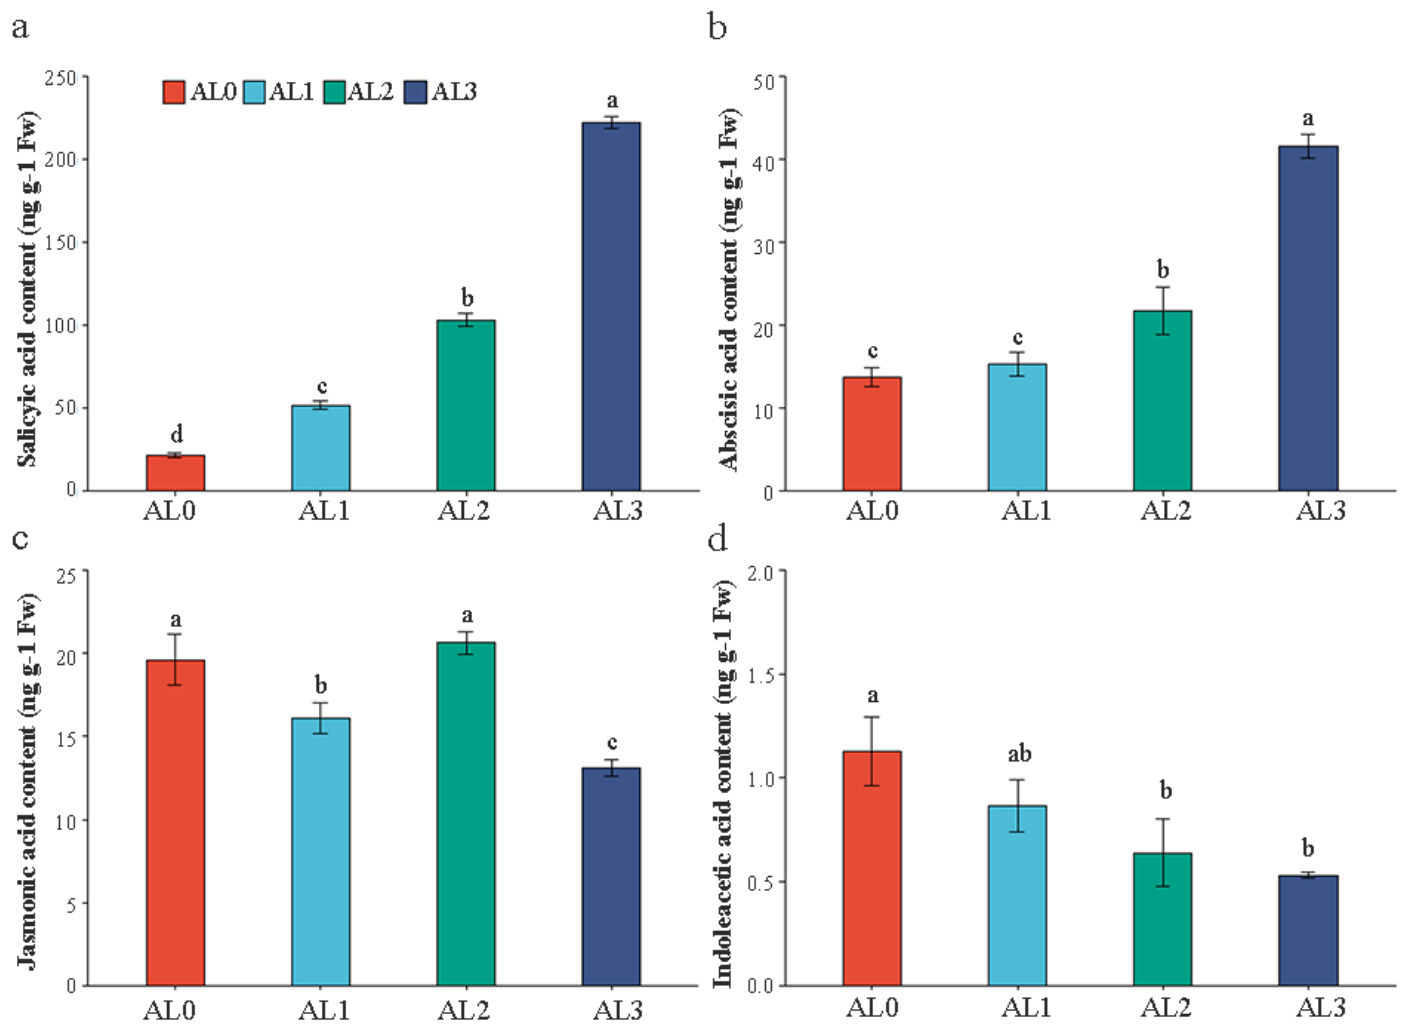 a
Salicyic acid content (ng g-1 Fw)
250
200
150
100
50
0
AL0 AL1 AL2 AL3
d
c
b
a
AL0 AL1 AL2 AL3
b
Abscisic acid content (ng g-1 Fw)
50
40
30
20
10
0
c
c
b
a
AL0 AL1 AL2 AL3
c
Jasmonic acid content (ng g-1 Fw)
25
20
15
10
5
0
a
b
a
c
AL0 AL1 AL2 AL3
d
Indoleacetic acid content (ng g-1 Fw)
2.0
1.5
1.0
0.5
0.0
a
ab
b
b
AL0 AL1 AL2 AL3